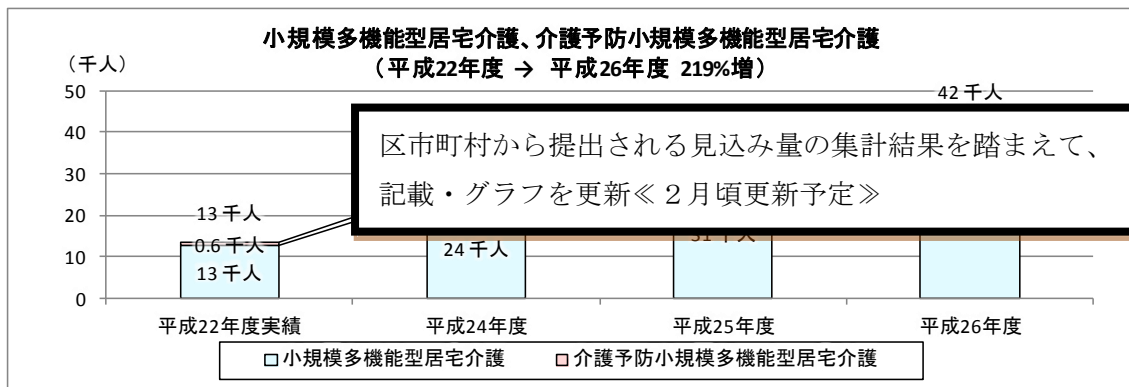 小規模多機能型居宅介護、介護予防小規模多機能型居宅介護
（平成22年度 → 平成26年度 219%増）
（千人）
50
40
30
20
10
0
42 千人
区市町村から提出される見込み量の集計結果を踏まえて、
記載・グラフを更新≪２月頃更新予定≫
13 千人
0.6 千人
13 千人
24 千人
31 千人
平成22年度実績
平成24年度
平成25年度
平成26年度
小規模多機能型居宅介護
介護予防小規模多機能型居宅介護